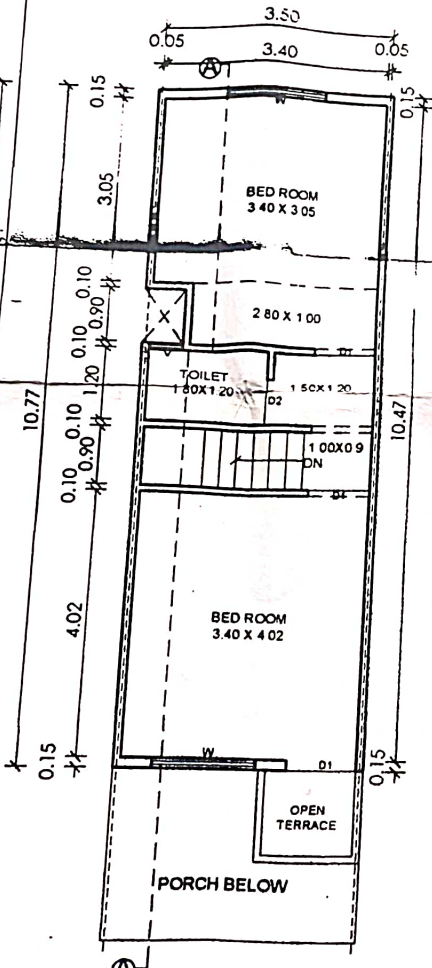 3.50
0.05 3.40 0.05
A
0.15
W
0.15
3.05
BED ROOM
3.40 X 3.05
0.10
0.90
X
2.80 X 1.00
0.10
V
D1
TOILET
1.80X1.20
1.50X1.20
D2
1.20
10.77
10.47
0.10
0.90
1.00X0.9
DN
0.10
D1
BED ROOM
3.40 X 4.02
4.02
W
D1
0.15
0.15
OPEN
TERRACE
PORCH BELOW
A